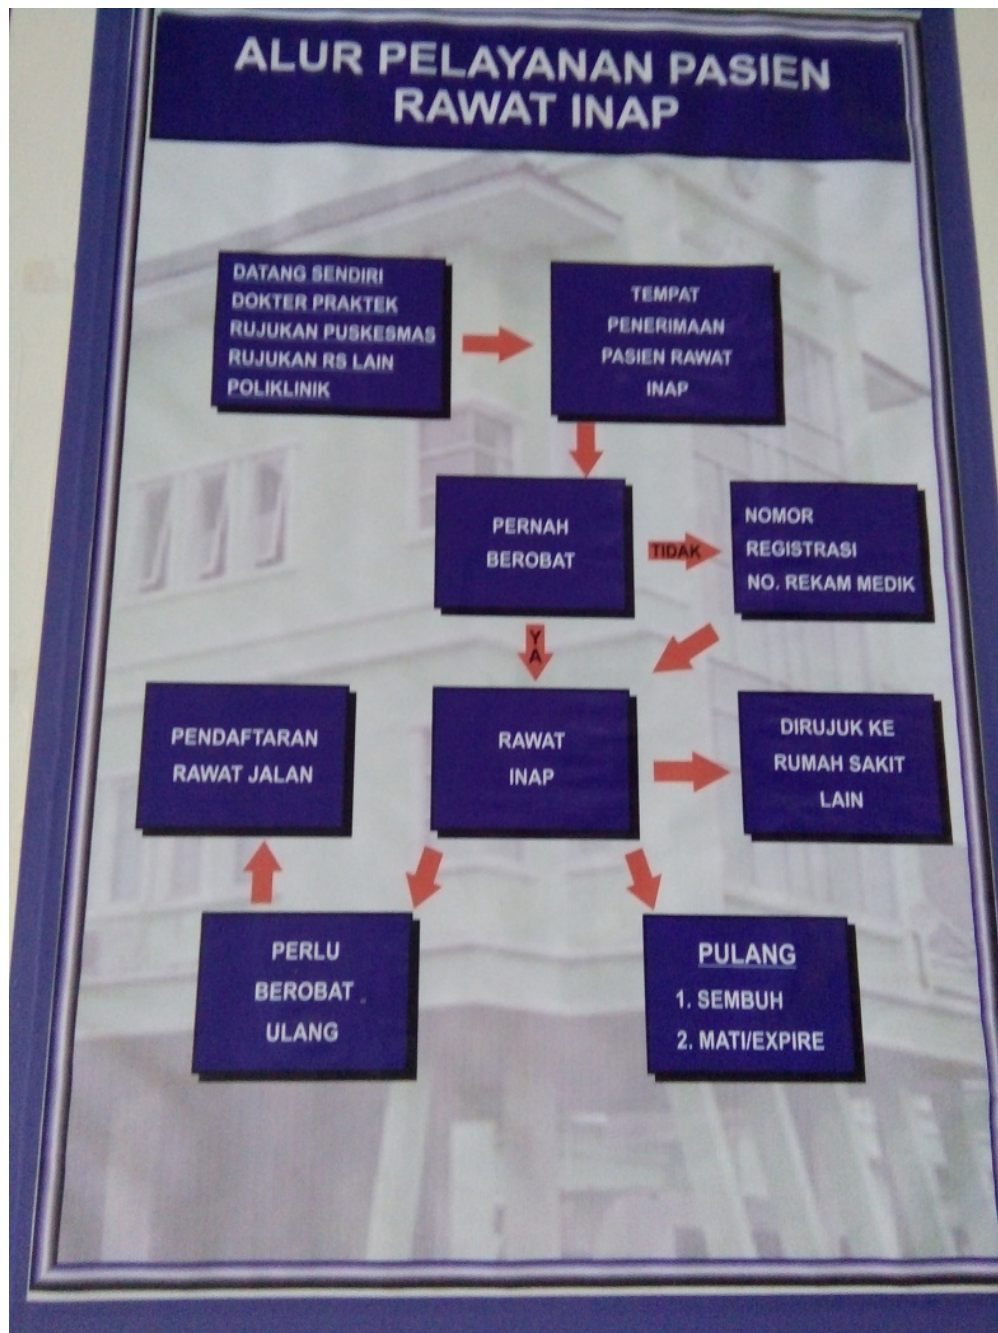 ALUR PELAYANAN PASIEN
RAWAT INAP
DATANG SENDIRI
DOKTER PRAKTEK
RUJUKAN PUSKESMAS
RUJUKAN RS LAIN
POLIKLINIK
TEMPAT
PENERIMAAN
PASIEN RAWAT
INAP
PERNAH
BEROBAT
TIDAK
NOMOR
REGISTRASI
NO. REKAM MEDIK
YA
PENDAFTARAN
RAWAT JALAN
RAWAT
INAP
DIRUJUK KE
RUMAH SAKIT
LAIN
PERLU
BEROBAT
ULANG
PULANG
1. SEMBUH
2. MATI/EXPIRE